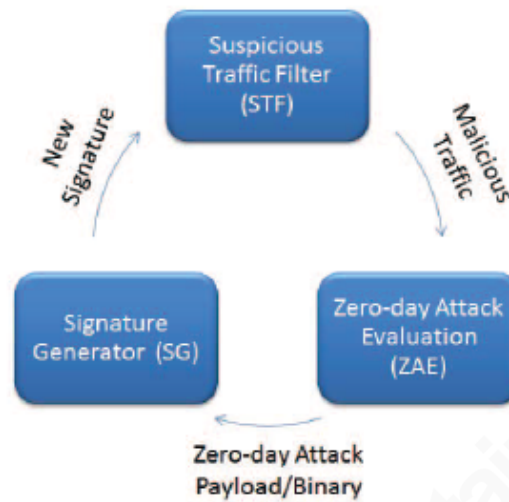 Suspicious
Traffic Filter
(STF)
New
Signature
Malicious
Traffic
Signature
Generator (SG)
Zero-day Attack
Evaluation
(ZAE)
Zero-day Attack
Payload/Binary